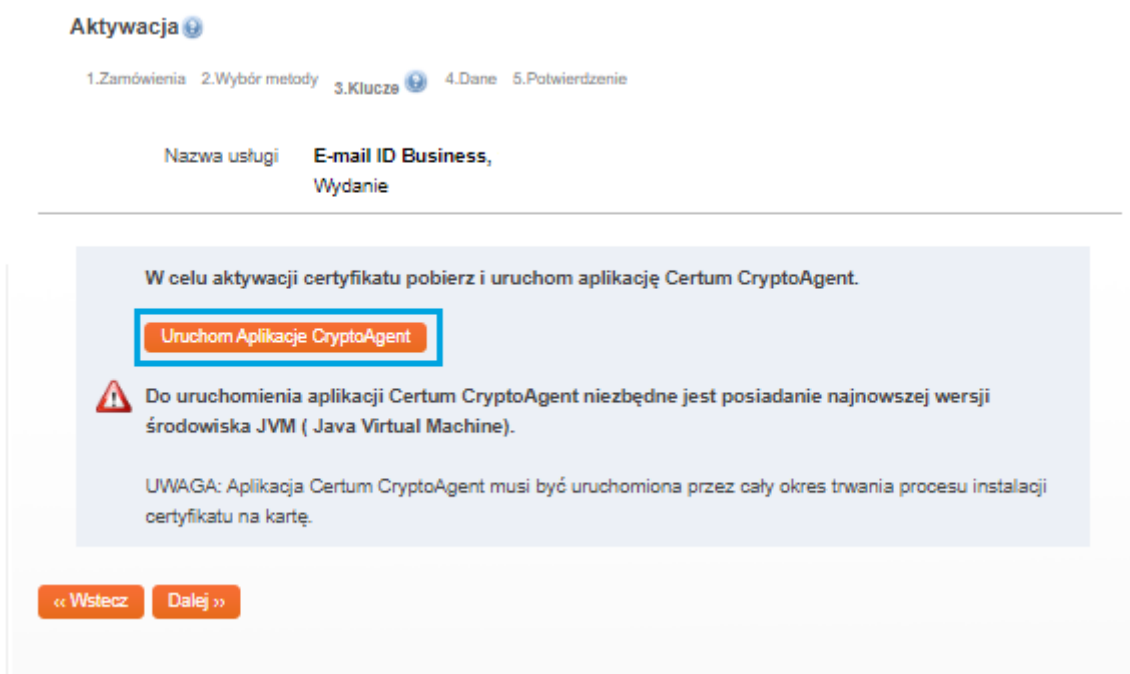 Aktywacja
1.Zamówienia 2.Wybór metody 3.Klucze 4.Dane 5.Potwierdzenie
Nazwa usługi E-mail ID Business,
Wydanie
W celu aktywacji certyfikatu pobierz i uruchom aplikację Certum CryptoAgent.
Uruchom Aplikacje CryptoAgent
Do uruchomienia aplikacji Certum CryptoAgent niezbędne jest posiadanie najnowszej wersji
środowiska JVM ( Java Virtual Machine).
UWAGA: Aplikacja Certum CryptoAgent musi być uruchomiona przez cały okres trwania procesu instalacji
certyfikatu na kartę.
‹‹ Wstecz Dalej ››